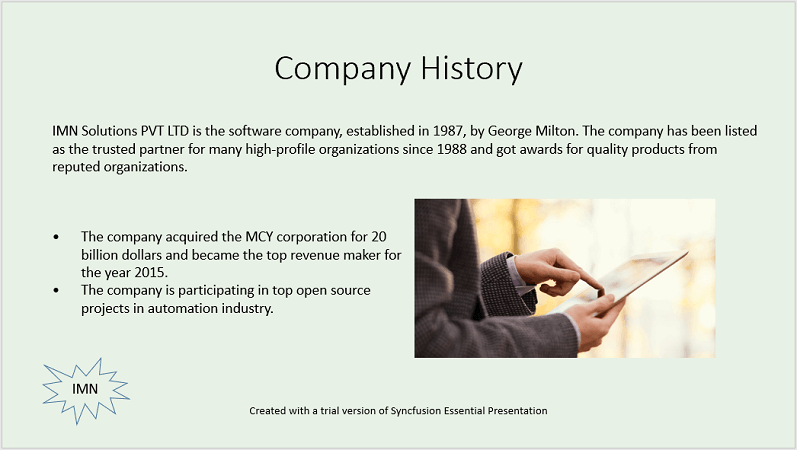 Company History
IMN Solutions PVT LTD is the software company, established in 1987, by George Milton. The company has been listed
as the trusted partner for many high-profile organizations since 1988 and got awards for quality products from
reputed organizations.
• The company acquired the MCY corporation for 20
billion dollars and became the top revenue maker for
the year 2015.
• The company is participating in top open source
projects in automation industry.
IMN
Created with a trial version of Syncfusion Essential Presentation